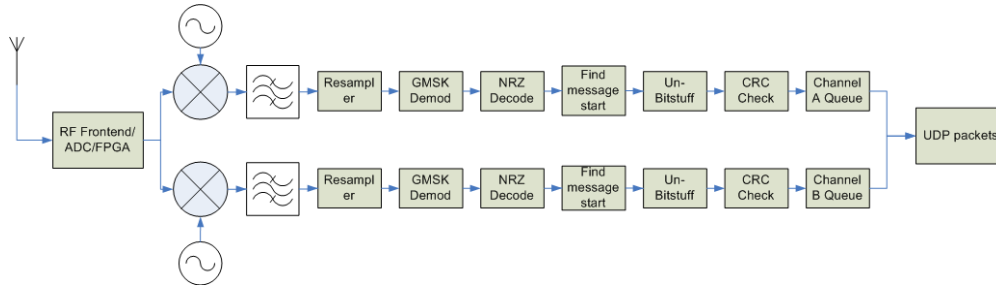 RF Frontend/
ADC/FPGA
Resampl
er
GMSK
Demod
NRZ
Decode
Find
message
start
Un-
Bitstuff
CRC
Check
Channel
A Queue
UDP packets
Resampl
er
GMSK
Demod
NRZ
Decode
Find
message
start
Un-
Bitstuff
CRC
Check
Channel
B Queue